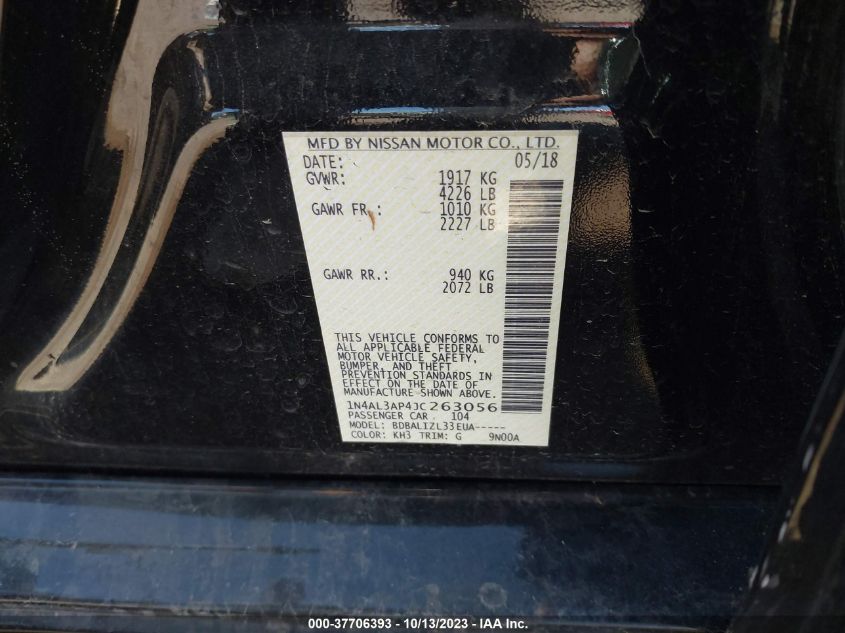 MFD BY NISSAN MOTOR CO., LTD.
DATE: 05/18
GVWR: 1917 KG
4226 LB
GAWR FR.: 1010 KG
2227 LB
GAWR RR.: 940 KG
2072 LB
THIS VEHICLE CONFORMS TO
ALL APPLICABLE FEDERAL
MOTOR VEHICLE SAFETY,
BUMPER, AND THEFT
PREVENTION STANDARDS IN
EFFECT ON THE DATE OF
MANUFACTURE SHOWN ABOVE.
1N4AL3AP4JC263056
PASSENGER CAR 104
MODEL: BDBALIZL33EUA-----
COLOR: KH3 TRIM: G 9N00A
000-37706393 - 10/13/2023 - IAA Inc.